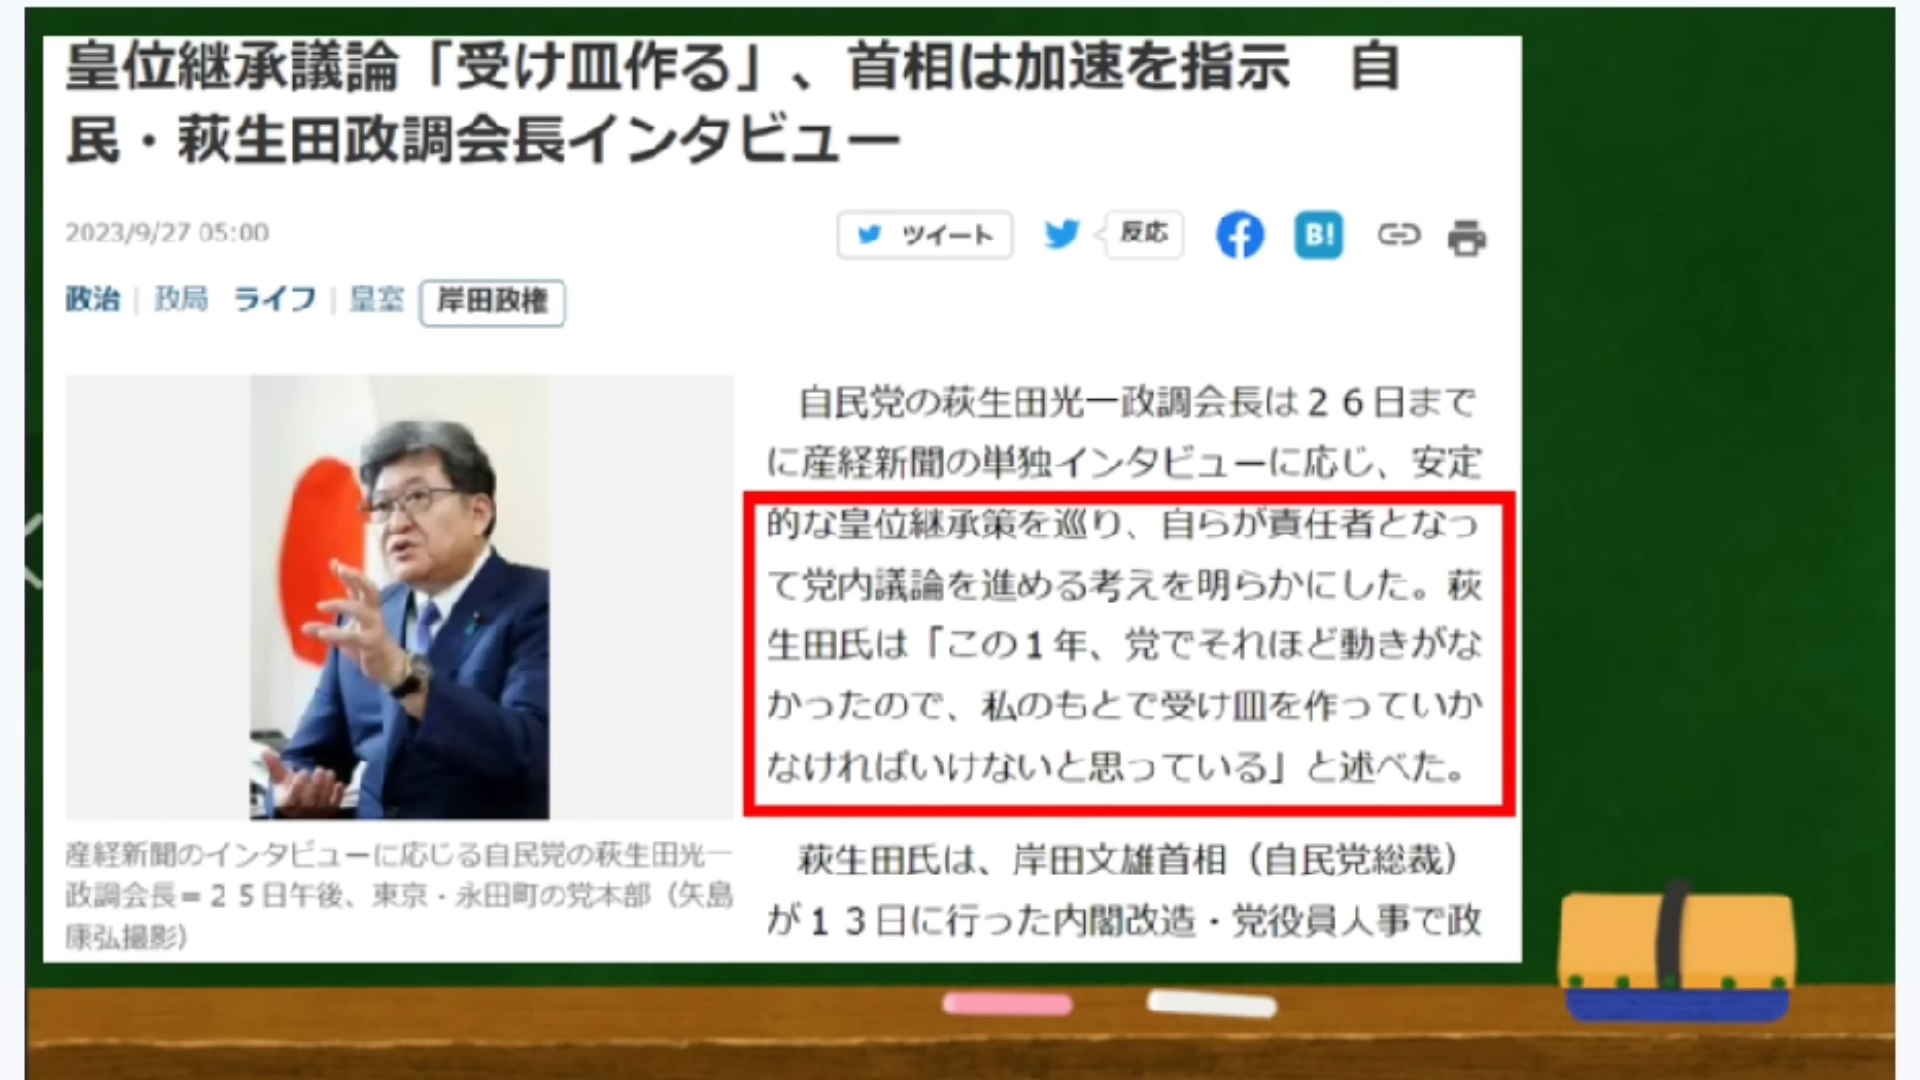 皇位継承議論「受け皿作る」、首相は加速を指示　自
民・萩生田政調会長インタビュー
2023/9/27 05:00
ツイート
反応
B!
政治 | 政局 ライフ | 皇室 岸田政権
自民党の萩生田光一政調会長は２６日まで
に産経新聞の単独インタビューに応じ、安定
的な皇位継承策を巡り、自らが責任者となっ
て党内議論を進める考えを明らかにした。萩
生田氏は「この１年、党でそれほど動きがな
かったので、私のもとで受け皿を作っていか
なければいけないと思っている」と述べた。
産経新聞のインタビューに応じる自民党の萩生田光一
政調会長＝２５日午後、東京・永田町の党本部（矢島
康弘撮影）
萩生田氏は、岸田文雄首相（自民党総裁）
が１３日に行った内閣改造・党役員人事で政